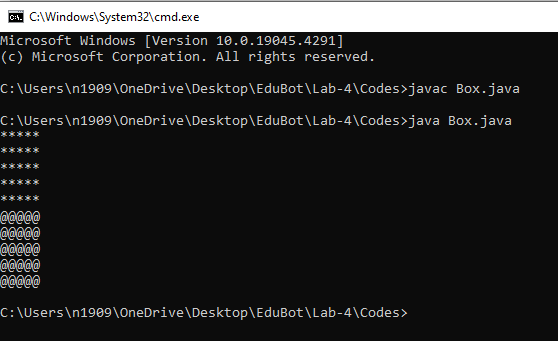 C:\Windows\System32\cmd.exe
Microsoft Windows [Version 10.0.19045.4291]
(c) Microsoft Corporation. All rights reserved.
C:\Users\n1909\OneDrive\Desktop\EduBot\Lab-4\Codes>javac Box.java
C:\Users\n1909\OneDrive\Desktop\EduBot\Lab-4\Codes>java Box.java
*****
*****
*****
*****
*****
@@@@@
@@@@@
@@@@@
@@@@@
@@@@@
C:\Users\n1909\OneDrive\Desktop\EduBot\Lab-4\Codes>